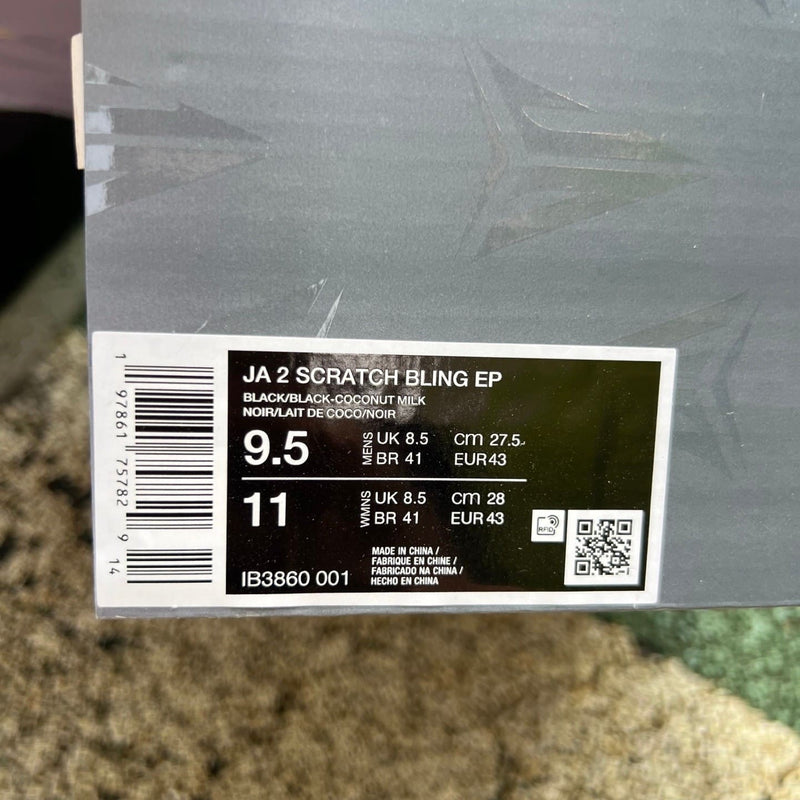 JA 2 SCRATCH BLING EP
BLACK/BLACK-COCONUT MILK
NOIR/LAIT DE COCO/NOIR
9.5 MENS UK 8.5 cm 27.5
BR 41 EUR 43
11 WMNS UK 8.5 cm 28
BR 41 EUR 43
RFID
IB3860 001
MADE IN CHINA /
FABRIQUE EN CHINE /
FABRICADO NA CHINA /
HECHO EN CHINA
1 97861 75782 9 14